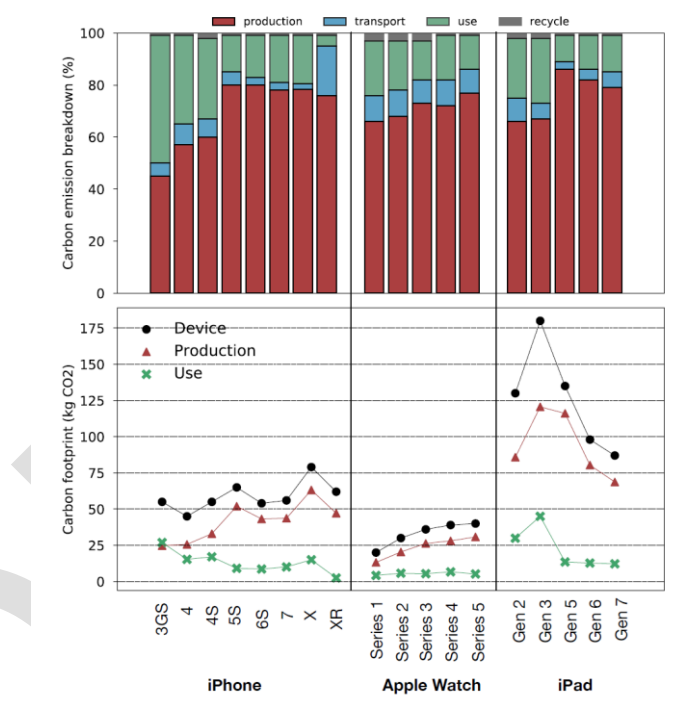 production transport use recycle
Carbon emission breakdown (%)
100
80
60
40
20
0
Carbon footprint (kg CO2)
175
150
125
100
75
50
25
0
Device
Production
Use
3GS 4 4S 5S 6S 7 X XR
Series 1 Series 2 Series 3 Series 4 Series 5
Gen 2 Gen 3 Gen 5 Gen 6 Gen 7
iPhone Apple Watch iPad